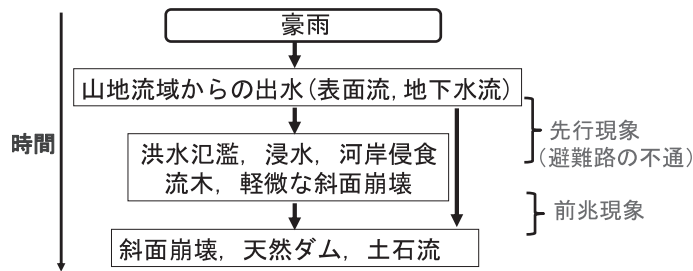 豪雨
山地流域からの出水(表面流,地下水流)
時間
先行現象
(避難路の不通)
洪水氾濫，浸水，河岸侵食
流木，軽微な斜面崩壊
前兆現象
斜面崩壊，天然ダム，土石流